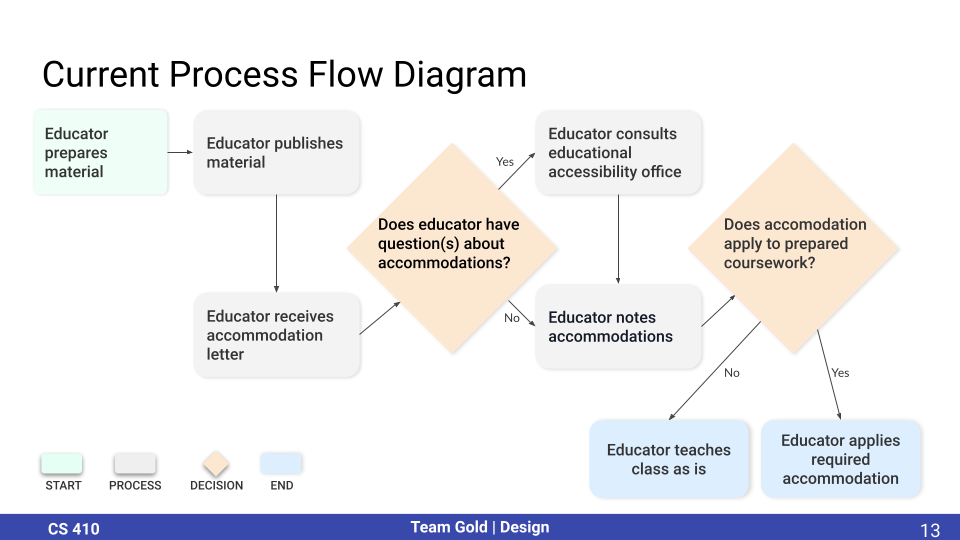 Current Process Flow Diagram
Educator
prepares
material
Educator publishes
material
Educator receives
accommodation
letter
Does educator have
question(s) about
accommodations?
Yes
No
Educator consults
educational
accessibility office
Educator notes
accommodations
Does accomodation
apply to prepared
coursework?
No
Yes
Educator teaches
class as is
Educator applies
required
accommodation
START
PROCESS
DECISION
END
CS 410
Team Gold | Design
13